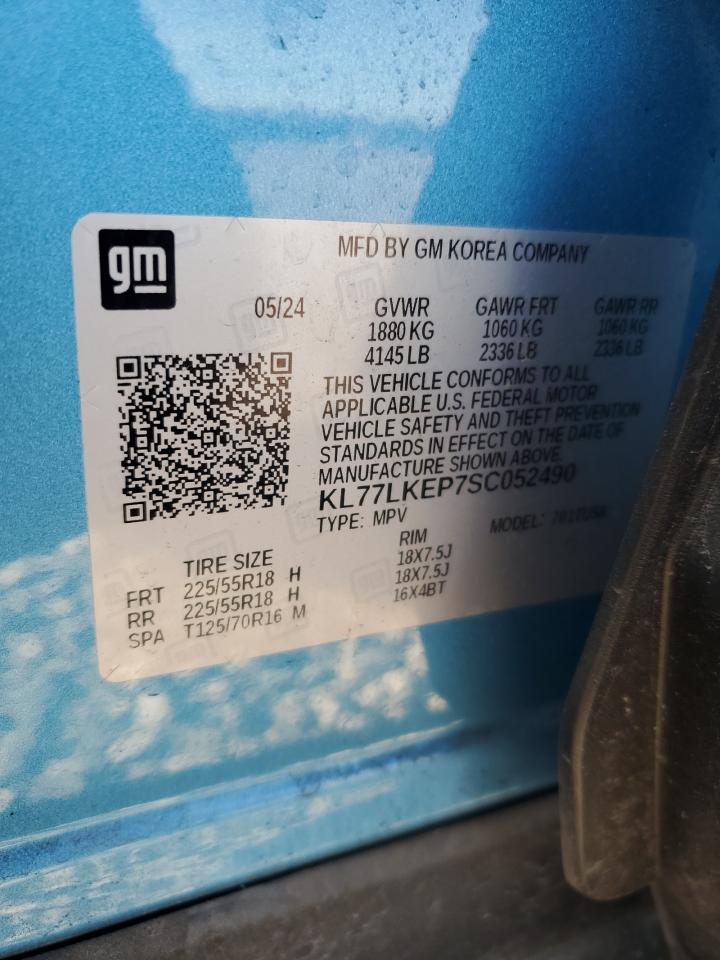 gm
MFD BY GM KOREA COMPANY
05/24 GVWR GAWR FRT GAWR RR
1880 KG 1060 KG 1060 KG
4145 LB 2336 LB 2336 LB
THIS VEHICLE CONFORMS TO ALL
APPLICABLE U.S. FEDERAL MOTOR
VEHICLE SAFETY AND THEFT PREVENTION
STANDARDS IN EFFECT ON THE DATE OF
MANUFACTURE SHOWN ABOVE.
KL77LKEP7SC052490
TYPE: MPV MODEL:
TIRE SIZE RIM
FRT 225/55R18 H 18X7.5J
RR 225/55R18 H 18X7.5J
SPA T125/70R16 M 16X4BT